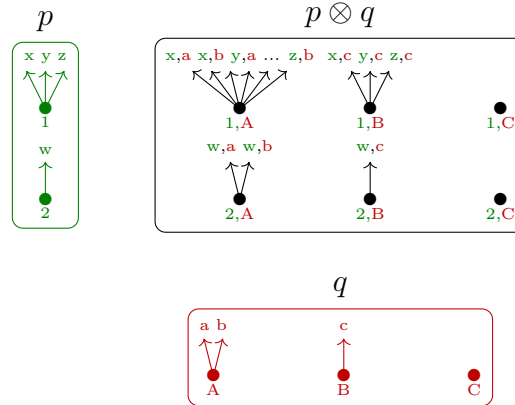 p
p ⊗ q
x y z
x,a x,b y,a ... z,b
x,c y,c z,c
1
1,A
1,B
1,C
w
w,a w,b
w,c
2
2,A
2,B
2,C
q
a b
c
A
B
C